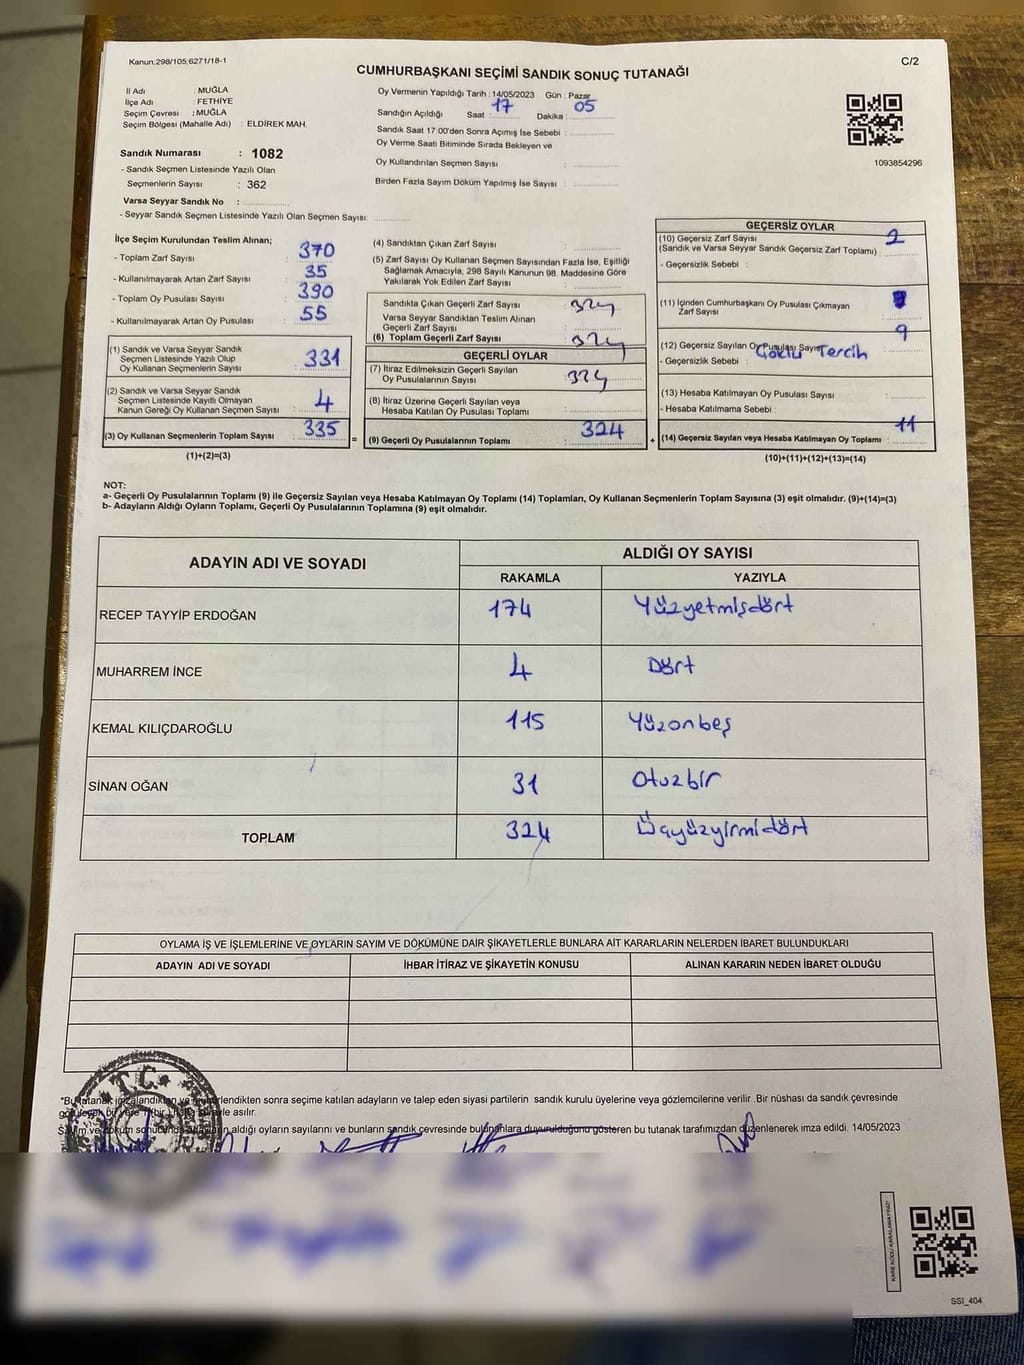 Kanun:298/105,6271/18-1
C/2
CUMHURBAŞKANI SEÇİMİ SANDIK SONUÇ TUTANAĞI
İl Adı : MUĞLA
İlçe Adı : FETHİYE
Seçim Çevresi : MUĞLA
Seçim Bölgesi (Mahalle Adı) : ELDİREK MAH.
Sandık Numarası : 1082
- Sandık Seçmen Listesinde Yazılı Olan
Seçmenlerin Sayısı : 362
Varsa Seyyar Sandık No :
- Seyyar Sandık Seçmen Listesinde Yazılı Olan Seçmen Sayısı:
Oy Vermenin Yapıldığı Tarih : 14/05/2023 Gün : Pazar
Sandığın Açıldığı Saat : 17 Dakika : 05
Sandık Saat 17:00'den Sonra Açımış İse Sebebi :
Oy Verme Saati Bitiminde Sırada Bekleyen ve
Oy Kullandırılan Seçmen Sayısı :
Birden Fazla Sayım Döküm Yapılmış İse Sayısı :
1093854296
İlçe Seçim Kurulundan Teslim Alınan;
- Toplam Zarf Sayısı : 370
- Kullanılmayarak Artan Zarf Sayısı : 35
- Toplam Oy Pusulası Sayısı : 390
- Kullanılmayarak Artan Oy Pusulası : 55
(1) Sandık ve Varsa Seyyar Sandık
Seçmen Listesinde Yazılı Olup
Oy Kullanan Seçmenlerin Sayısı : 331
(2) Sandık ve Varsa Seyyar Sandık
Seçmen Listesinde Kayıtlı Olmayan
Kanun Gereği Oy Kullanan Seçmen Sayısı : 4
(3) Oy Kullanan Seçmenlerin Toplam Sayısı : 335
(1)+(2)=(3)
(4) Sandıktan Çıkan Zarf Sayısı :
(5) Zarf Sayısı Oy Kullanan Seçmen Sayısından Fazla İse, Eşitliği
Sağlamak Amacıyla, 298 Sayılı Kanunun 98. Maddesine Göre
Yakılarak Yok Edilen Zarf Sayısı :
Sandıkta Çıkan Geçerli Zarf Sayısı : 324
Varsa Seyyar Sandıktan Teslim Alınan
Geçerli Zarf Sayısı :
(6) Toplam Geçerli Zarf Sayısı : 324
GEÇERLİ OYLAR
(7) İtiraz Edilmeksizin Geçerli Sayılan
Oy Pusulalarının Sayısı : 324
(8) İtiraz Üzerine Geçerli Sayılan veya
Hesaba Katılan Oy Pusulası Toplamı :
= (9) Geçerli Oy Pusulalarının Toplamı : 324 +
GEÇERSİZ OYLAR
(10) Geçersiz Zarf Sayısı 2
(Sandık ve Varsa Seyyar Sandık Geçersiz Zarf Toplamı) :
- Geçersizlik Sebebi :
(11) İçinden Cumhurbaşkanı Oy Pusulası Çıkmayan
Zarf Sayısı :
(12) Geçersiz Sayılan Oy Pusulası Sayısı : 9
- Geçersizlik Sebebi : Çoklu Tercih
(13) Hesaba Katılmayan Oy Pusulası Sayısı :
- Hesaba Katılmama Sebebi :
(14) Geçersiz Sayılan veya Hesaba Katılmayan Oy Toplamı : 11
(10)+(11)+(12)+(13)=(14)
NOT:
a- Geçerli Oy Pusulalarının Toplamı (9) ile Geçersiz Sayılan veya Hesaba Katılmayan Oy Toplamı (14) Toplamları, Oy Kullanan Seçmenlerin Toplam Sayısına (3) eşit olmalıdır. (9)+(14)=(3)
b- Adayların Aldığı Oyların Toplamı, Geçerli Oy Pusulalarının Toplamına (9) eşit olmalıdır.
ADAYIN ADI VE SOYADI ALDIĞI OY SAYISI
RAKAMLA YAZIYLA
RECEP TAYYİP ERDOĞAN 174 Yüzyetmişdört
MUHARREM İNCE 4 Dört
KEMAL KILIÇDAROĞLU 115 Yüzonbeş
SİNAN OĞAN 31 Otuzbir
TOPLAM 324 Üçyüzyirmidört
OYLAMA İŞ VE İŞLEMLERİNE VE OYLARIN SAYIM VE DÖKÜMÜNE DAİR ŞİKAYETLERLE BUNLARA AİT KARARLARIN NELERDEN İBARET BULUNDUKLARI
ADAYIN ADI VE SOYADI İHBAR İTİRAZ VE ŞİKAYETİN KONUSU ALINAN KARARIN NEDEN İBARET OLDUĞU
*Bu tutanak imzalandıktan ve mühürlendikten sonra seçime katılan adayların ve talep eden siyasi partilerin sandık kurulu üyelerine veya gözlemcilerine verilir .Bir nüshası da sandık çevresinde
görülecek bir yere 1 (bir) hafta süreyle asılır.
Sayım ve döküm sonucunda adayların aldığı oyların sayılarını ve bunların sandık çevresinde bulunanlara duyurulduğunu gösteren bu tutanak tarafımızdan düzenlenerek imza edildi. 14/05/2023
T.C.
KARE KODU KARALAMAYINIZ!
SSİ_404